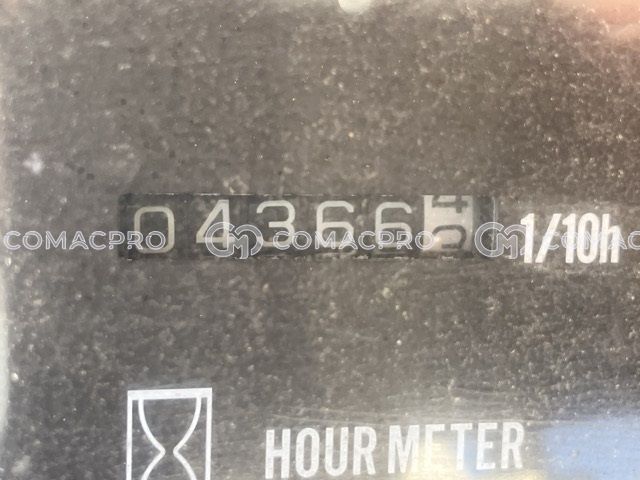 04366
1/10h
COMACPRO COMACPRO COMACPRO
HOUR METER